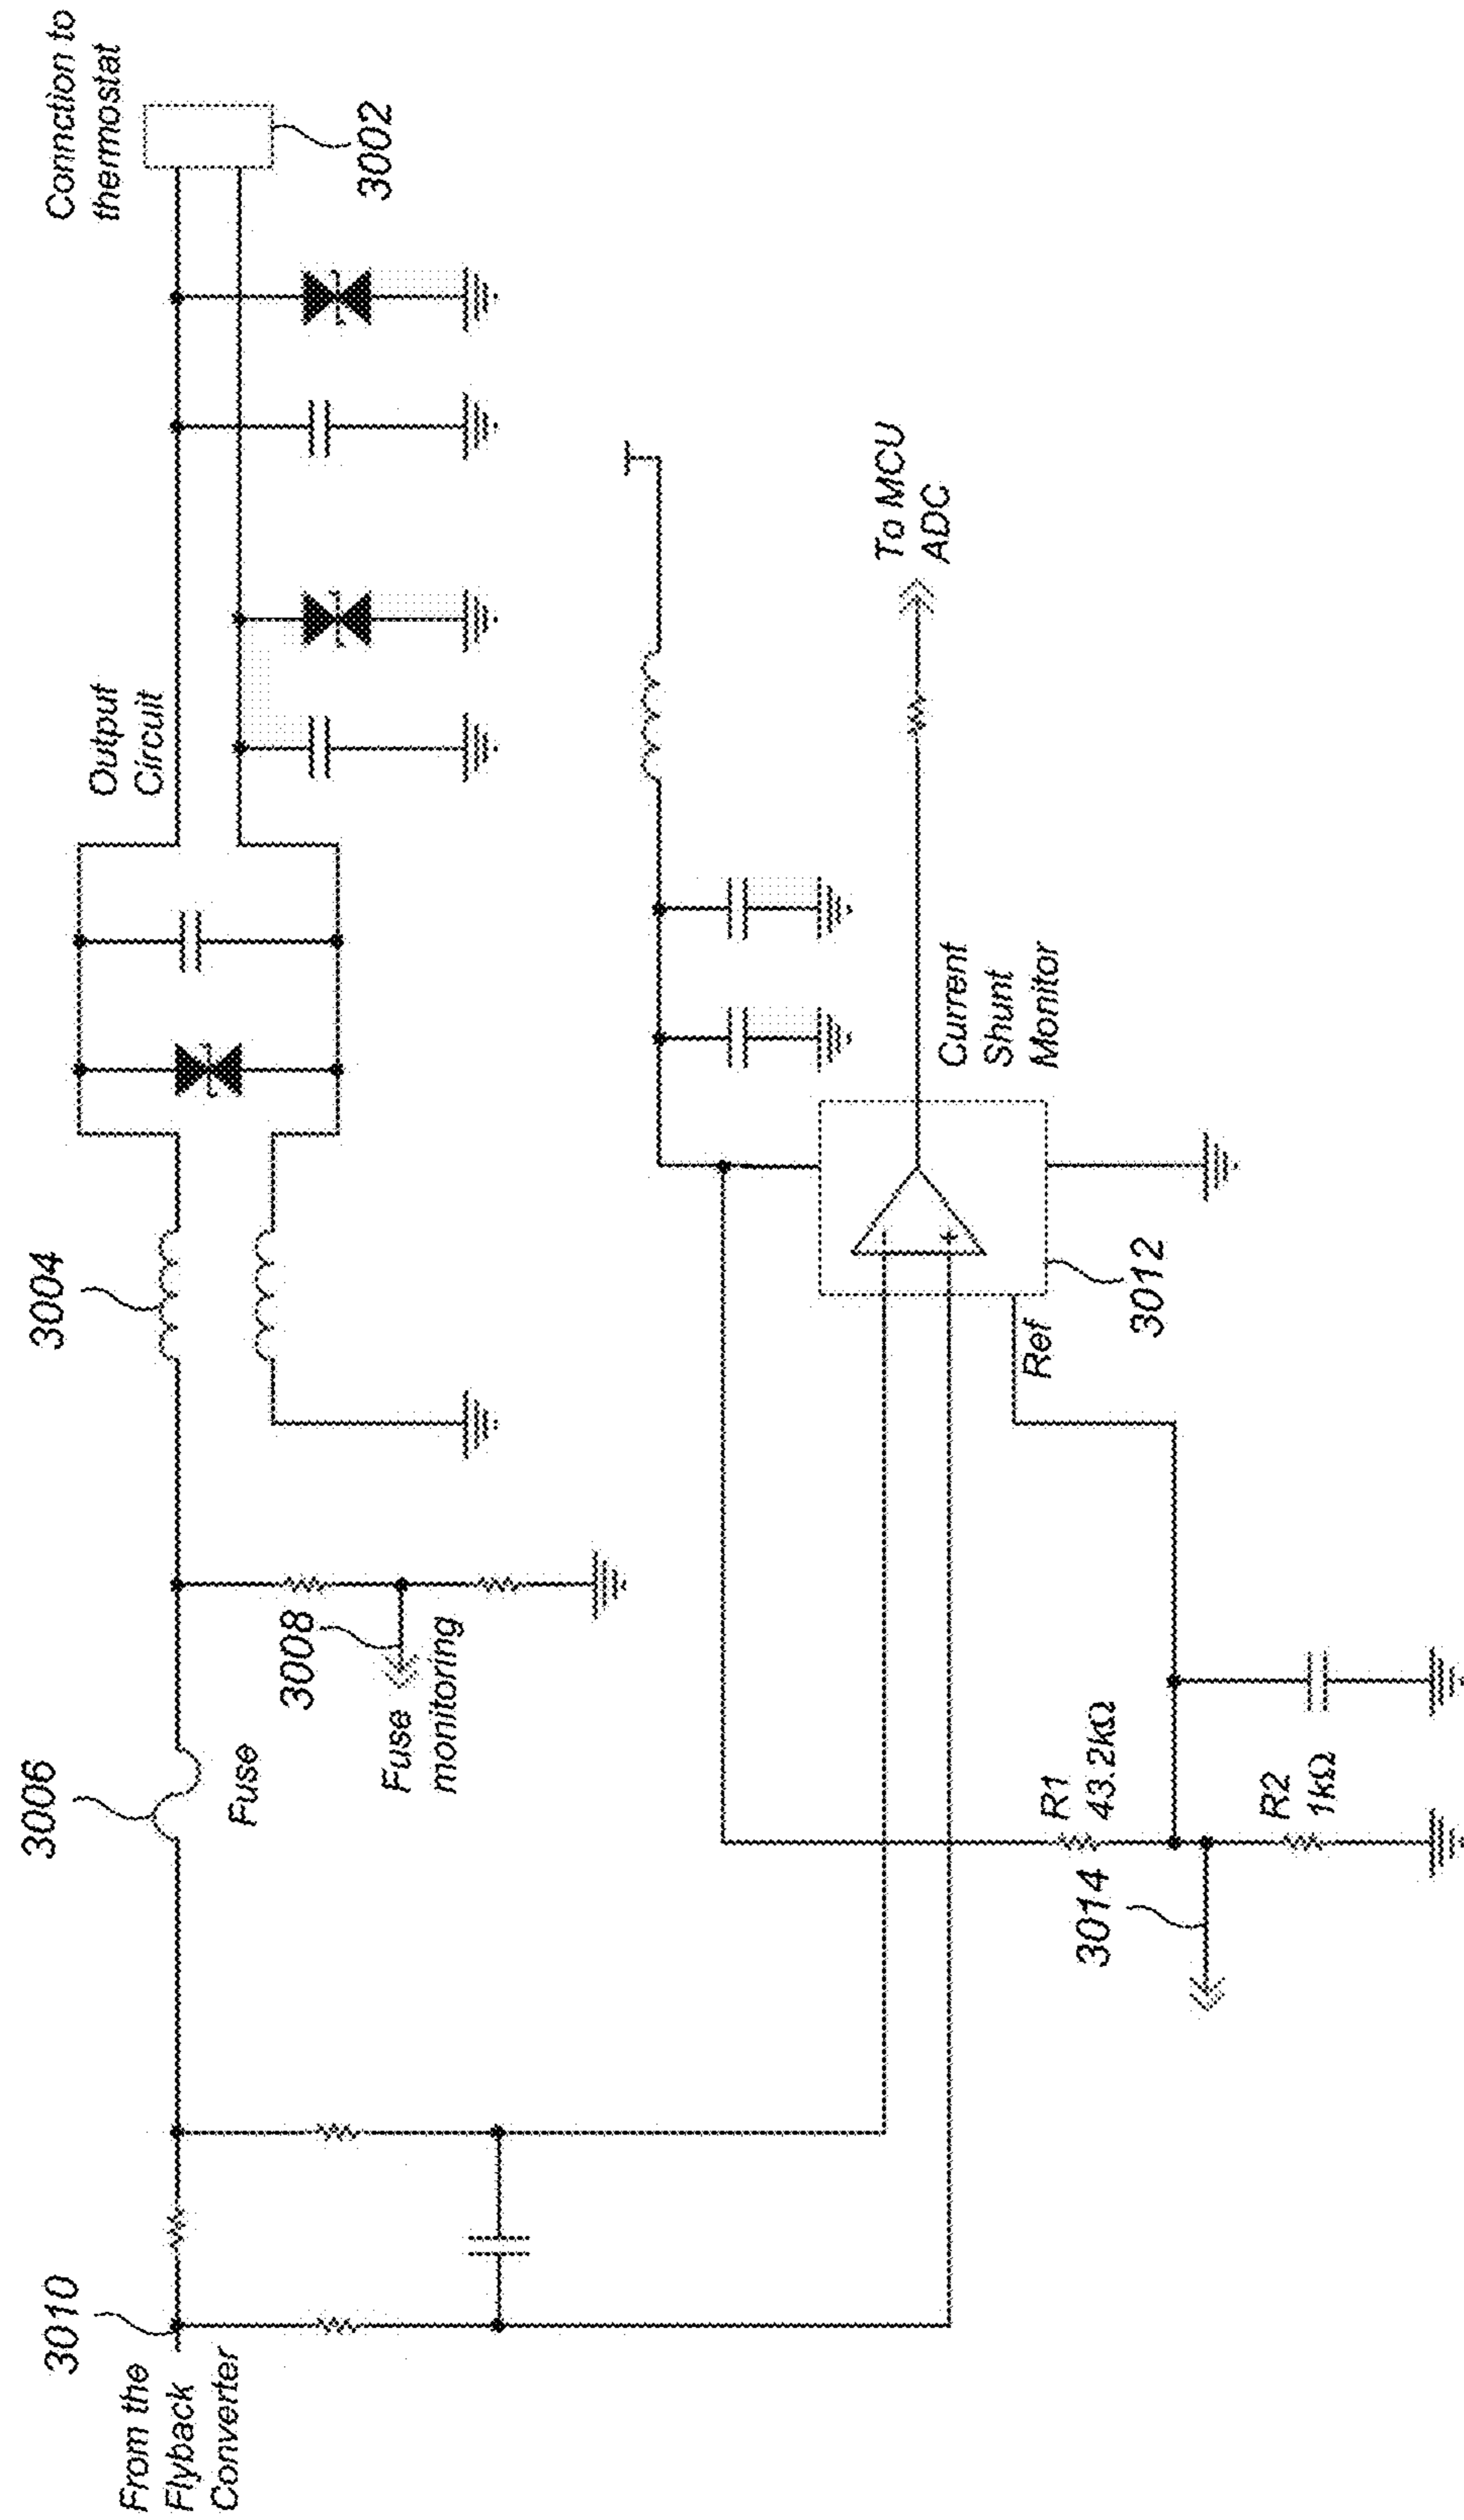 3010
From the
Flyback
Converter
3006
Fuse
3008
Fuse
monitoring
3004
Output
Circuit
Connction to
thermostat
3002
3014
R1
43.2kΩ
R2
1kΩ
Ref
3012
Current
Shunt
Monitor
To MCU
ADC